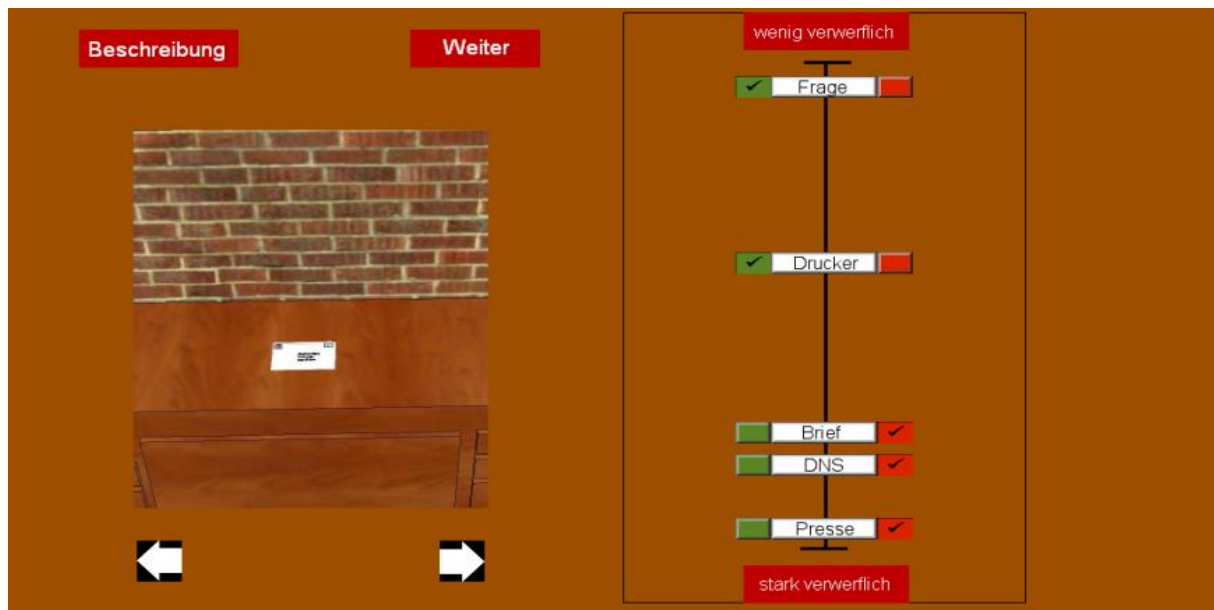 Beschreibung
Weiter
wenig verwerflich
Frage
Drucker
Brief
DNS
Presse
stark verwerflich